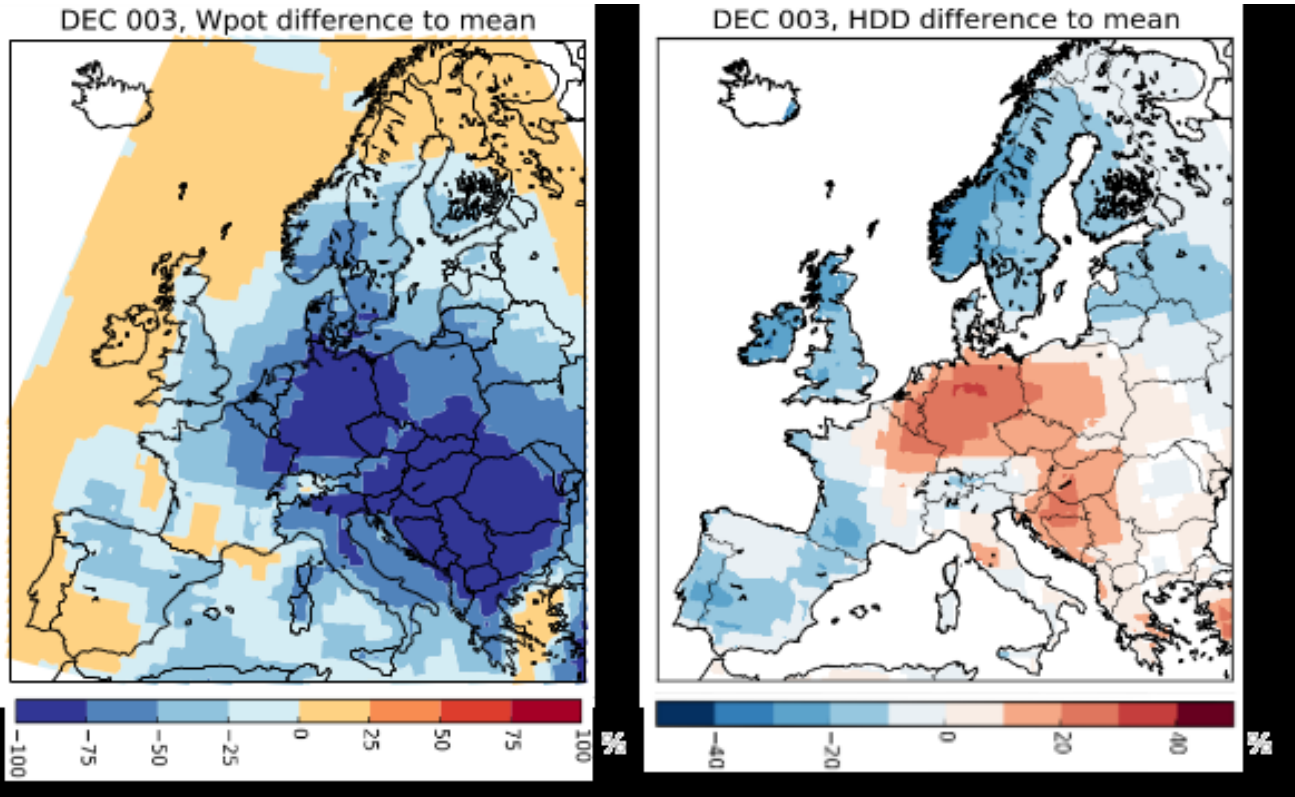 DEC 003, Wpot difference to mean
DEC 003, HDD difference to mean
−100 −75 −50 −25 0 25 50 75 100 %
−40 −20 0 20 40 %